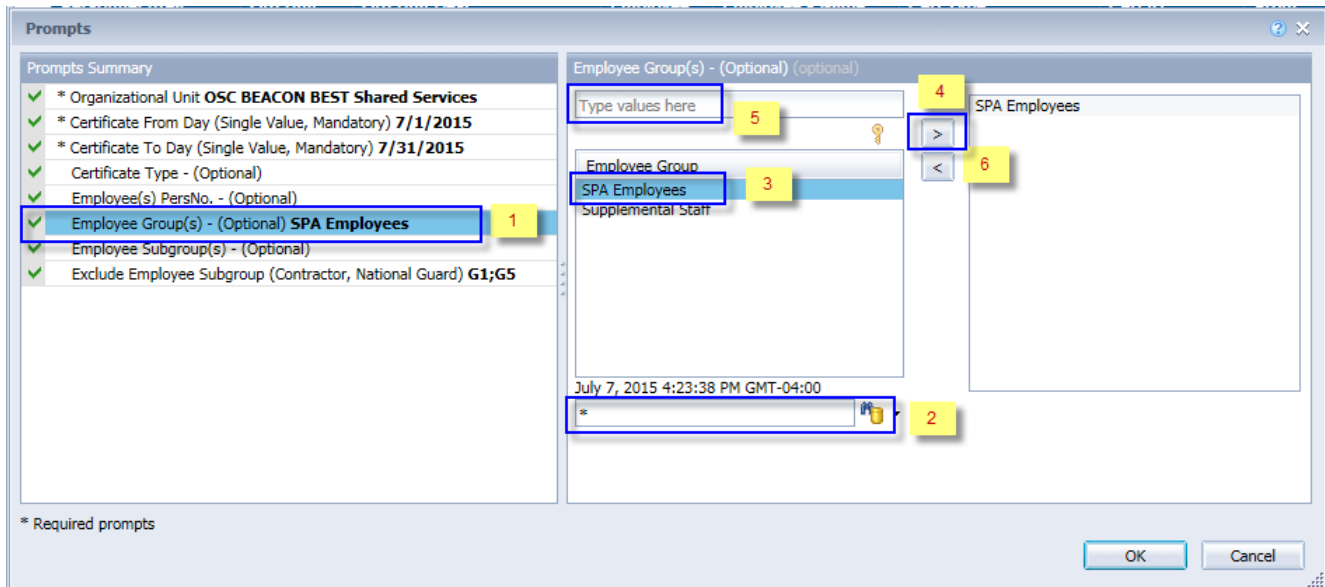 Prompts
Prompts Summary
* Organizational Unit OSC BEACON BEST Shared Services
* Certificate From Day (Single Value, Mandatory) 7/1/2015
* Certificate To Day (Single Value, Mandatory) 7/31/2015
Certificate Type - (Optional)
Employee(s) PersNo. - (Optional)
Employee Group(s) - (Optional) SPA Employees
1
Employee Subgroup(s) - (Optional)
Exclude Employee Subgroup (Contractor, National Guard) G1;G5
* Required prompts
Employee Group(s) - (Optional) (optional)
Type values here
5
Employee Group
SPA Employees
3
Supplemental Staff
July 7, 2015 4:23:38 PM GMT-04:00
*
2
4
>
<
6
SPA Employees
OK
Cancel